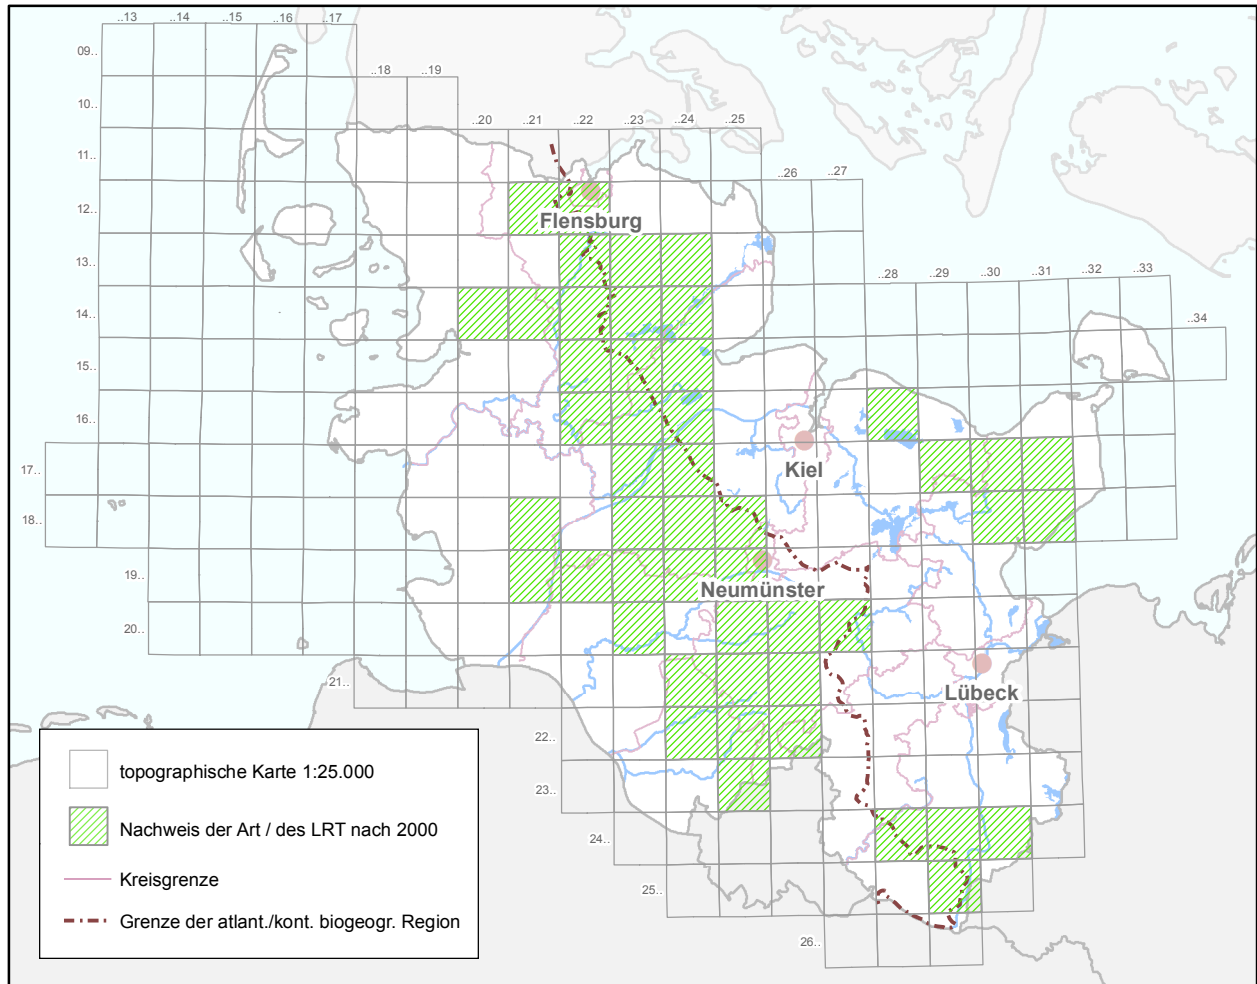 ..13 ..14 ..15 ..16 ..17
09..
..18 ..19
10..
..20 ..21 ..22 ..23 ..24 ..25
11..
..26 ..27
12..
Flensburg
13..
..28 ..29 ..30 ..31 ..32 ..33
14..
..34
15..
16..
Kiel
17..
18..
19..
Neumünster
20..
21..
Lübeck
22..
23..
24..
25..
26..
topographische Karte 1:25.000
Nachweis der Art / des LRT nach 2000
Kreisgrenze
Grenze der atlant./kont. biogeogr. Region